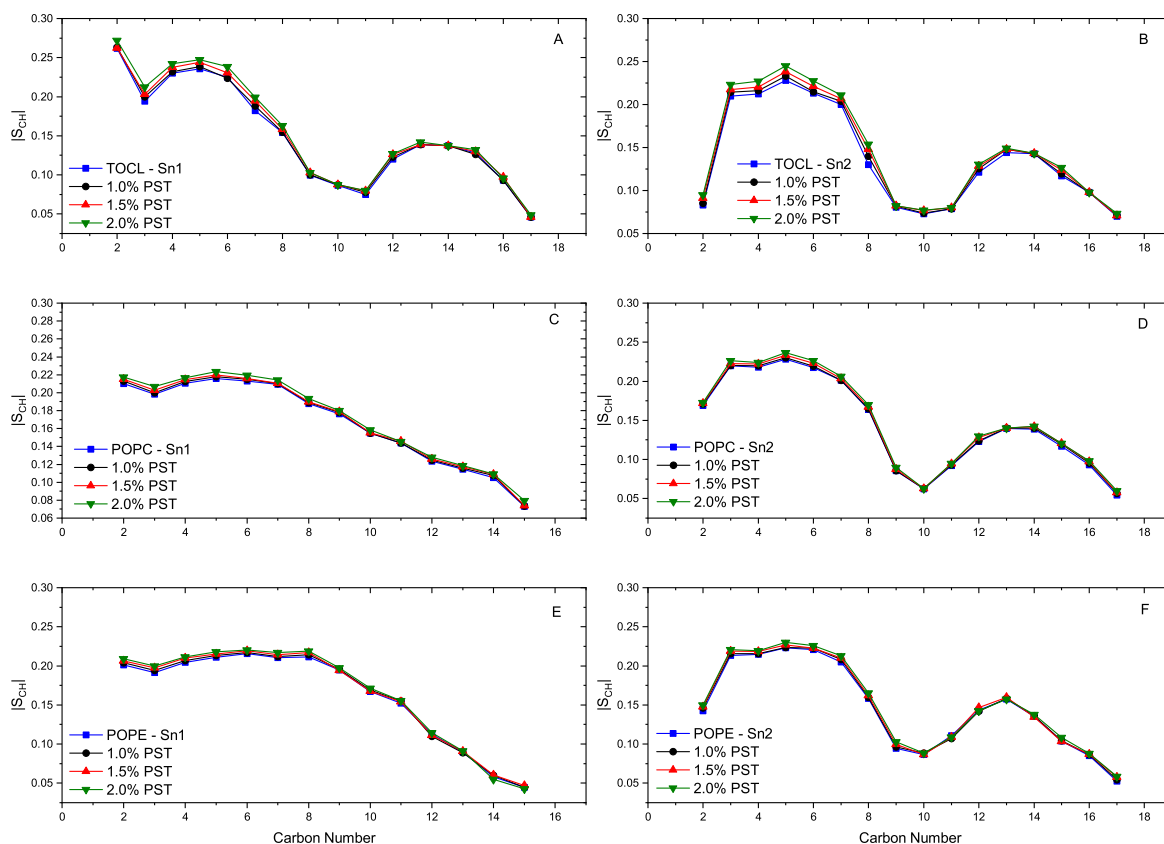 A
|S_CH|
0.30
0.25
0.20
0.15
0.10
0.05
TOCL - Sn1
1.0% PST
1.5% PST
2.0% PST
0 2 4 6 8 10 12 14 16 18
B
|S_CH|
0.30
0.25
0.20
0.15
0.10
0.05
TOCL - Sn2
1.0% PST
1.5% PST
2.0% PST
0 2 4 6 8 10 12 14 16 18
C
|S_CH|
0.30
0.28
0.26
0.24
0.22
0.20
0.18
0.16
0.14
0.12
0.10
0.08
0.06
POPC - Sn1
1.0% PST
1.5% PST
2.0% PST
0 2 4 6 8 10 12 14 16
D
|S_CH|
0.30
0.25
0.20
0.15
0.10
0.05
POPC - Sn2
1.0% PST
1.5% PST
2.0% PST
0 2 4 6 8 10 12 14 16 18
E
|S_CH|
0.30
0.25
0.20
0.15
0.10
0.05
POPE - Sn1
1.0% PST
1.5% PST
2.0% PST
0 2 4 6 8 10 12 14 16
Carbon Number
F
|S_CH|
0.30
0.25
0.20
0.15
0.10
0.05
POPE - Sn2
1.0% PST
1.5% PST
2.0% PST
0 2 4 6 8 10 12 14 16 18
Carbon Number